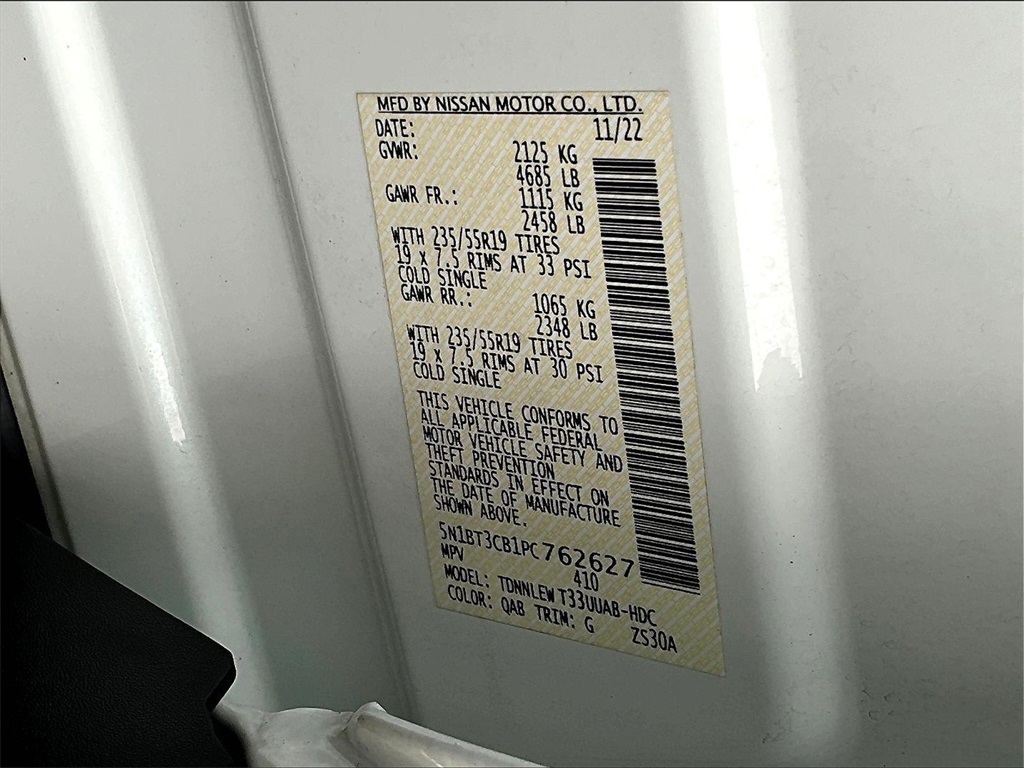 MFD BY NISSAN MOTOR CO., LTD.
DATE: 11/22
GVWR: 2125 KG
4685 LB
GAWR FR.: 1115 KG
2458 LB
WITH 235/55R19 TIRES
19 X 7.5 RIMS AT 33 PSI
COLD SINGLE
GAWR RR.: 1065 KG
2348 LB
WITH 235/55R19 TIRES
19 X 7.5 RIMS AT 30 PSI
COLD SINGLE
THIS VEHICLE CONFORMS TO
ALL APPLICABLE FEDERAL
MOTOR VEHICLE SAFETY AND
THEFT PREVENTION
STANDARDS IN EFFECT ON
THE DATE OF MANUFACTURE
SHOWN ABOVE.
5N1BT3CB1PC762627
MPV 410
MODEL: TDNNLEW T33UUAB-HDC
COLOR: QAB TRIM: G ZS30A